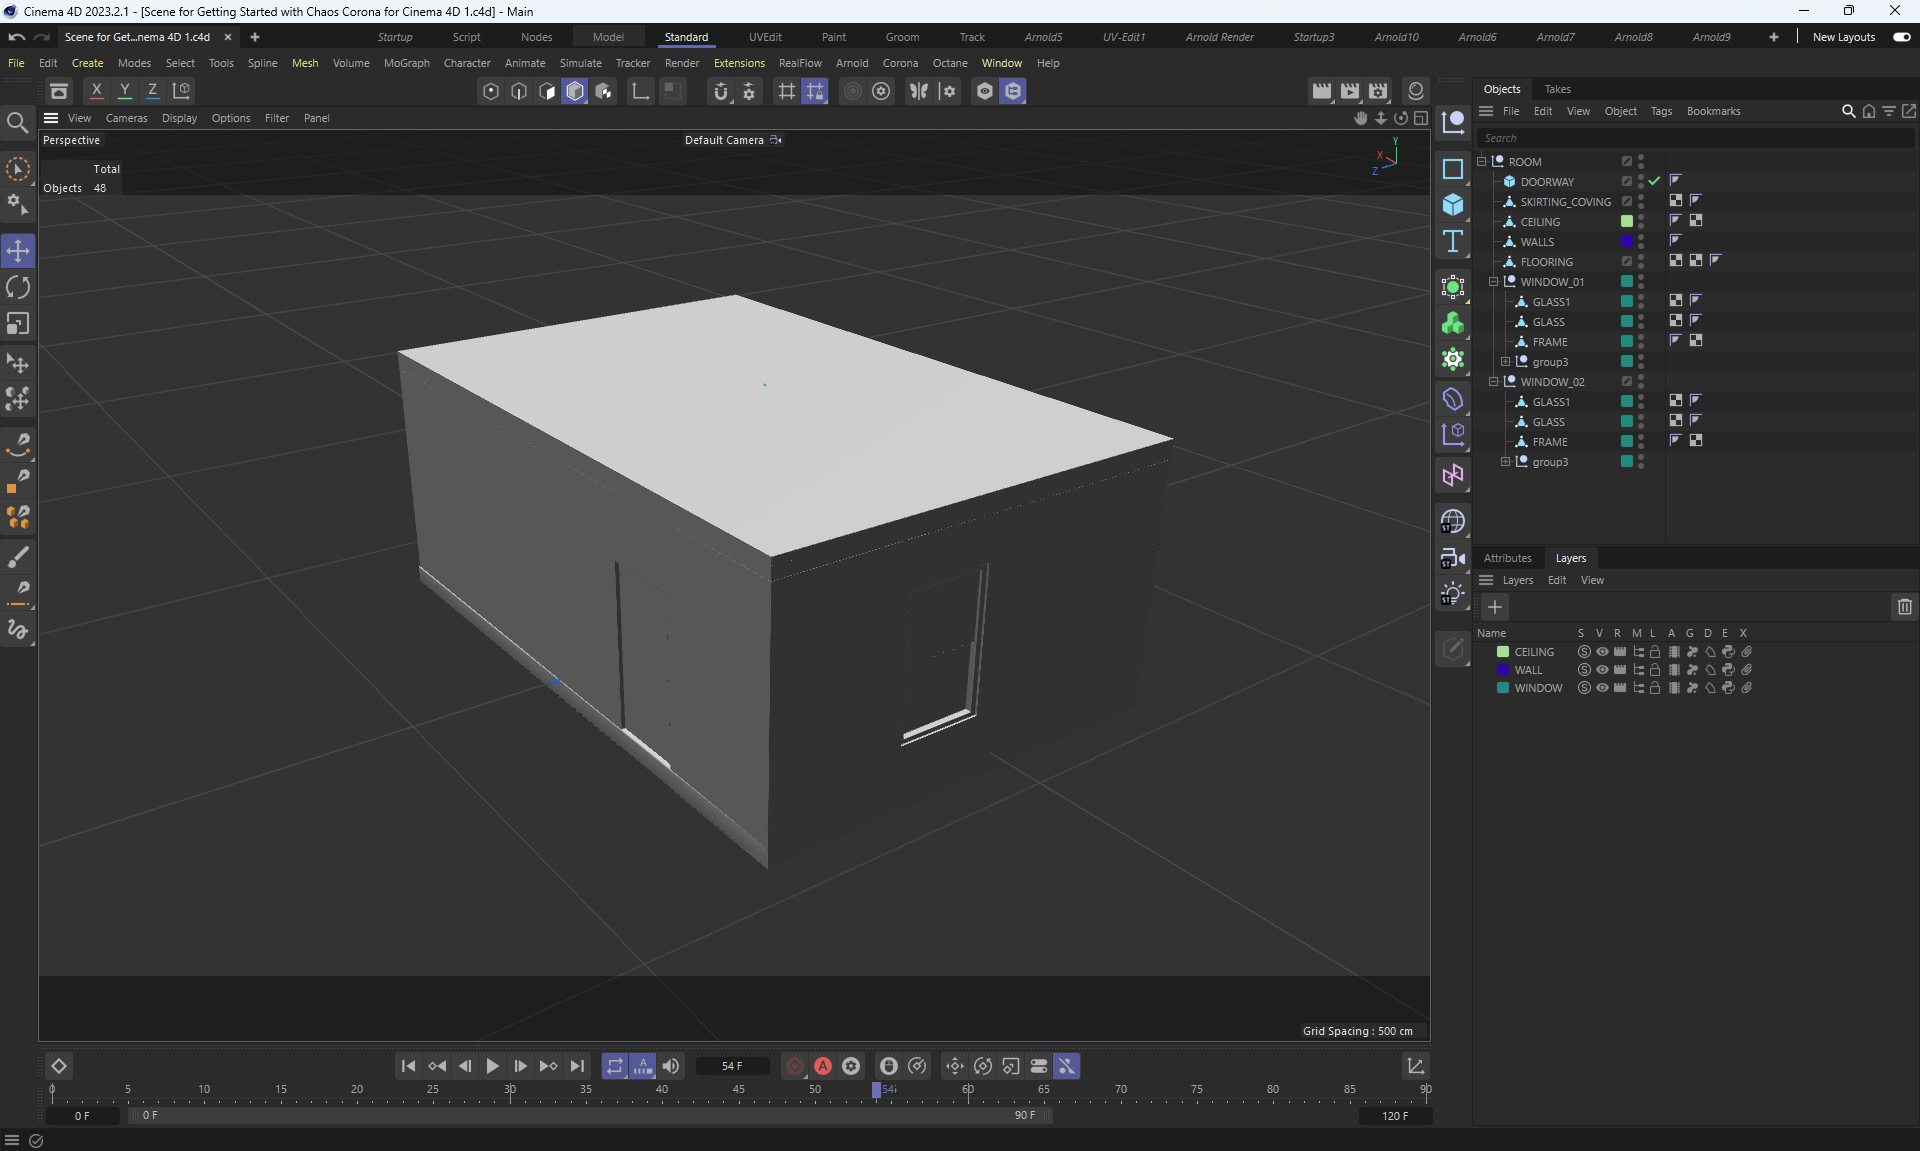 Cinema 4D 2023.2.1 - [Scene for Getting Started with Chaos Corona for Cinema 4D 1.c4d] - Main
Scene for Get...nema 4D 1.c4d
Startup Script Nodes Model Standard UVEdit Paint Groom Track Arnold5 UV-Edit1 Arnold Render Startup3 Arnold10 Arnold6 Arnold7 Arnold8 Arnold9 New Layouts
File Edit Create Modes Select Tools Spline Mesh Volume MoGraph Character Animate Simulate Tracker Render Extensions RealFlow Arnold Corona Octane Window Help
X Y Z
View Cameras Display Options Filter Panel
Perspective
Default Camera
Total
Objects 48
Y
X
Z
Grid Spacing : 500 cm
Objects Takes
File Edit View Object Tags Bookmarks
Search
ROOM
DOORWAY
SKIRTING_COVING
CEILING
WALLS
FLOORING
WINDOW_01
GLASS1
GLASS
FRAME
group3
WINDOW_02
GLASS1
GLASS
FRAME
group3
ST
ST
ST
Attributes Layers
Layers Edit View
Name S V R M L A G D E X
CEILING
WALL
WINDOW
54 F
0 5 10 15 20 25 30 35 40 45 50 54 60 65 70 75 80 85 90
0 F 0 F 90 F 120 F